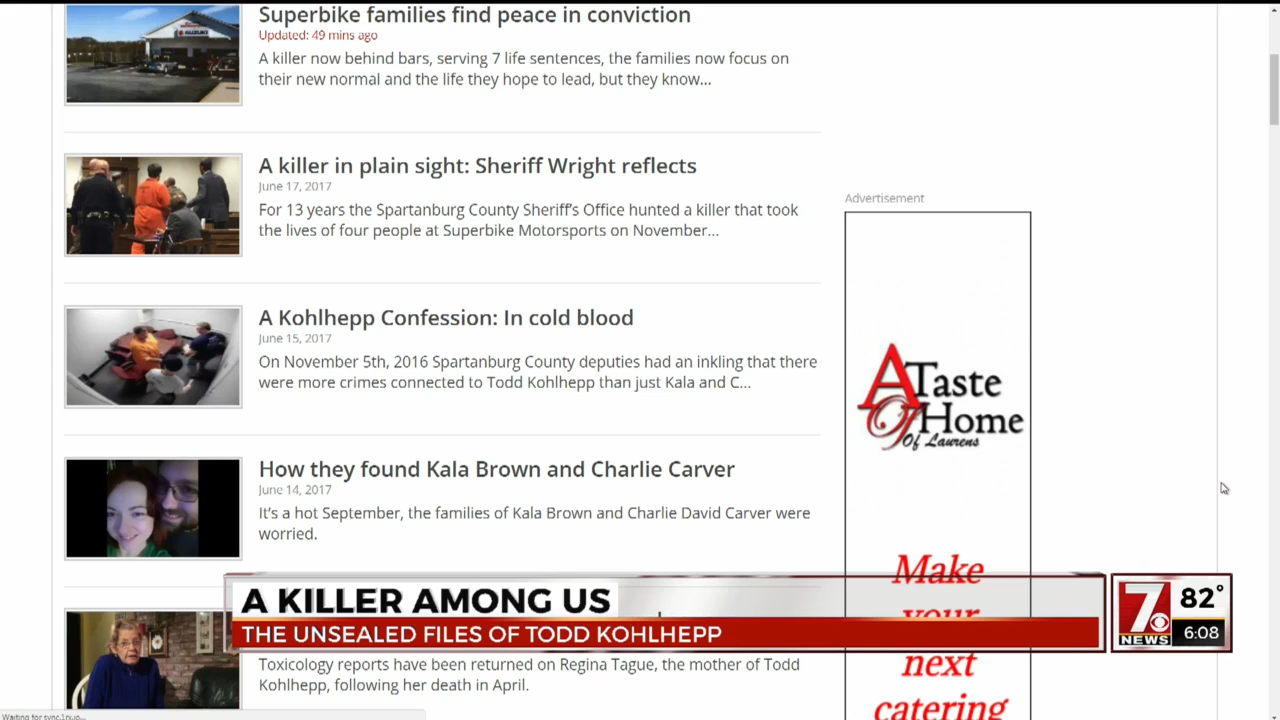 Superbike families find peace in conviction
Updated: 49 mins ago
A killer now behind bars, serving 7 life sentences, the families now focus on
their new normal and the life they hope to lead, but they know...
SUZUKI
A killer in plain sight: Sheriff Wright reflects
June 17, 2017
For 13 years the Spartanburg County Sheriff's Office hunted a killer that took
the lives of four people at Superbike Motorsports on November...
A Kohlhepp Confession: In cold blood
June 15, 2017
On November 5th, 2016 Spartanburg County deputies had an inkling that there
were more crimes connected to Todd Kohlhepp than just Kala and C...
How they found Kala Brown and Charlie Carver
June 14, 2017
It's a hot September, the families of Kala Brown and Charlie David Carver were
worried.
Toxicology reports have been returned on Regina Tague, the mother of Todd
Kohlhepp, following her death in April.
Advertisement
A Taste
Of Home
Of Laurens
Make
your
next
catering
A KILLER AMONG US
THE UNSEALED FILES OF TODD KOHLHEPP
7
NEWS
82°
6:08
Waiting for